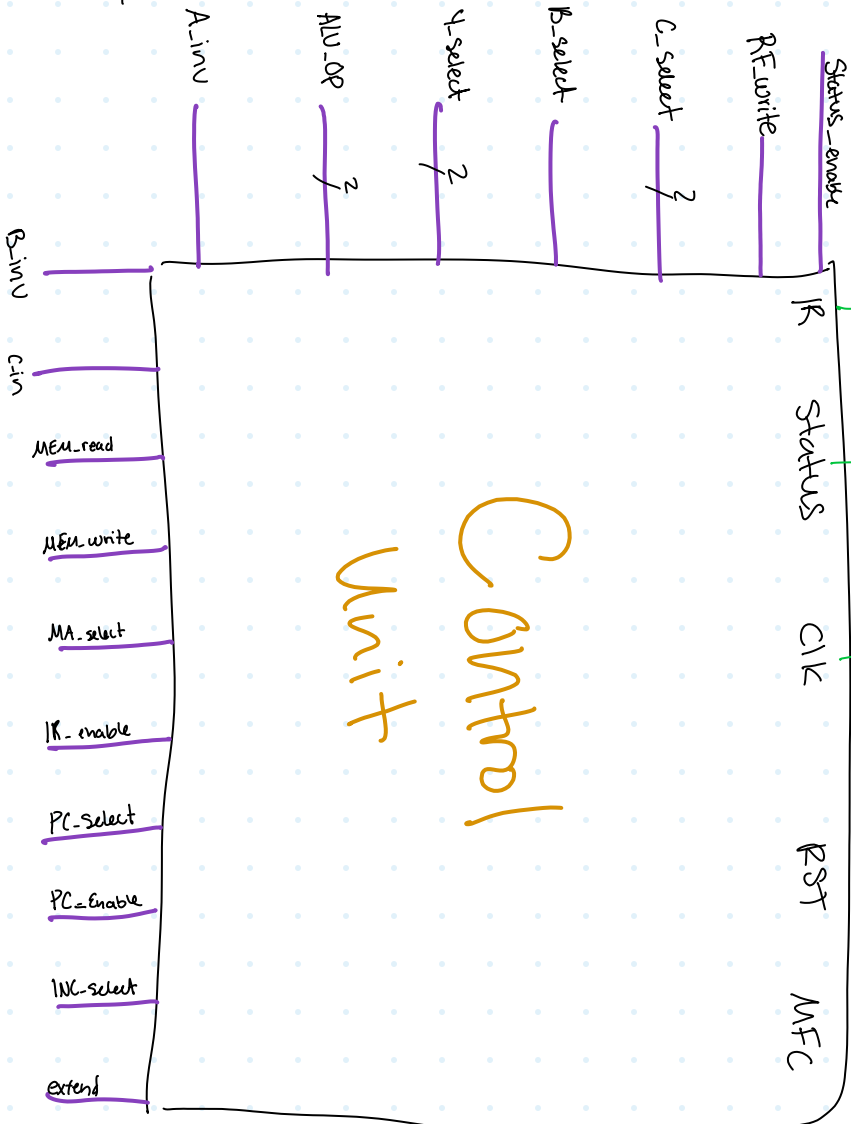 A_inv
ALU_OP
Y_select
B_select
C_select
RF_write
Status_enable
2
2
2
B_inv
C_in
MEM_read
MEM_write
MA_select
IR_enable
PC_select
PC_Enable
INC_select
extend
IR
Status
Clk
RST
MFC
Control
Unit